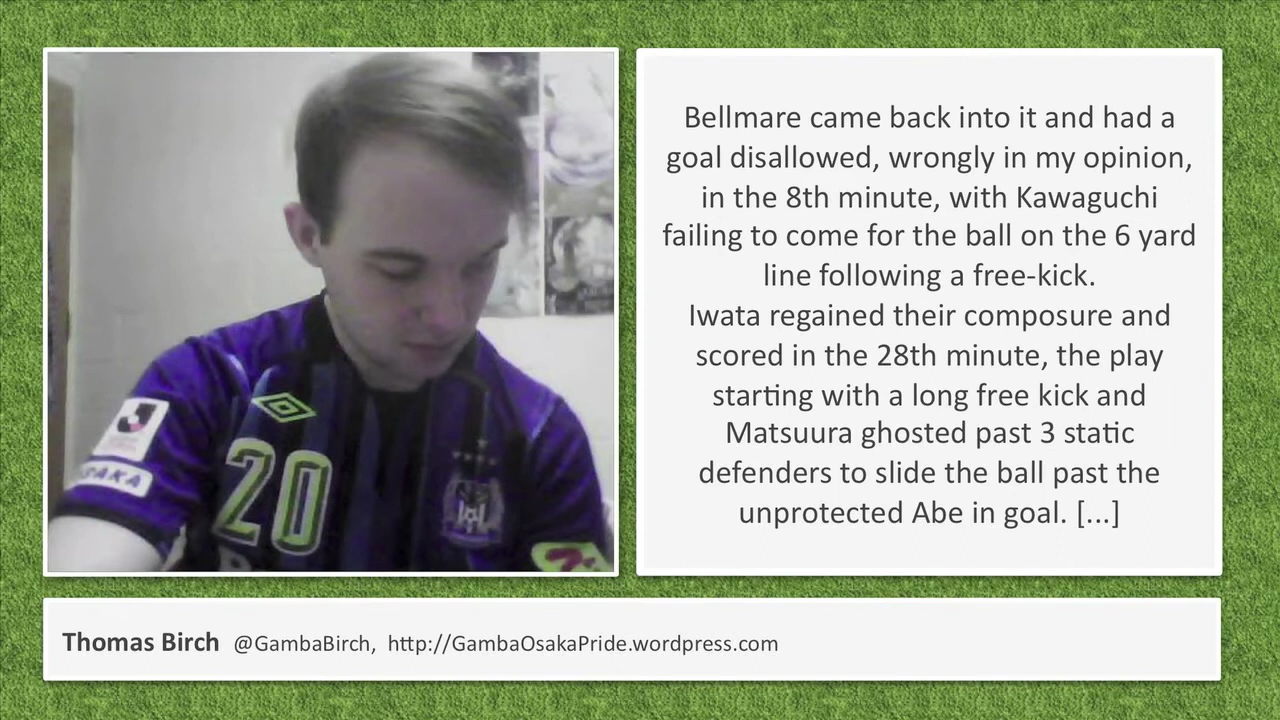 Bellmare came back into it and had a
goal disallowed, wrongly in my opinion,
in the 8th minute, with Kawaguchi
failing to come for the ball on the 6 yard
line following a free-kick.
Iwata regained their composure and
scored in the 28th minute, the play
starting with a long free kick and
Matsuura ghosted past 3 static
defenders to slide the ball past the
unprotected Abe in goal. [...]
20
Thomas Birch @GambaBirch, http://GambaOsakaPride.wordpress.com